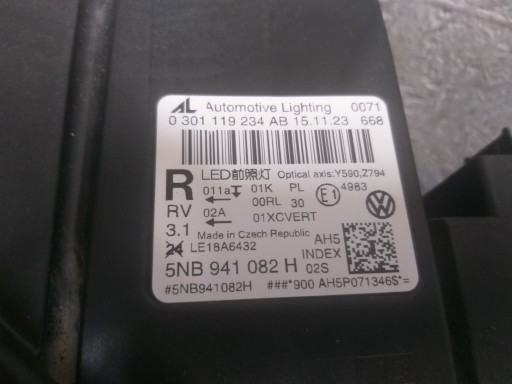 AL Automotive Lighting 0071
0 301 119 234 AB 15.11.23 668
LED前照灯 Optical axis:Y590,Z794
R 011a 01K PL E1 4983
00RL 30
RV 02A 01XCVERT
3.1 Made in Czech Republic AH5
24 LE18A6432 INDEX
5NB 941 082 H 02S
#5NB941082H ###*900 AH5P071346$*=